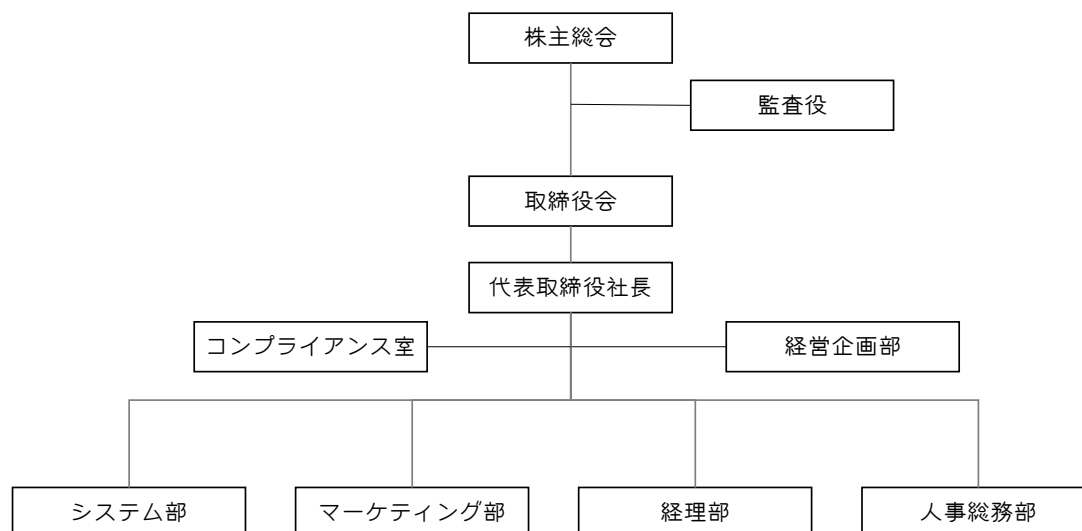 株主総会
監査役
取締役会
代表取締役社長
コンプライアンス室
経営企画部
システム部
マーケティング部
経理部
人事総務部